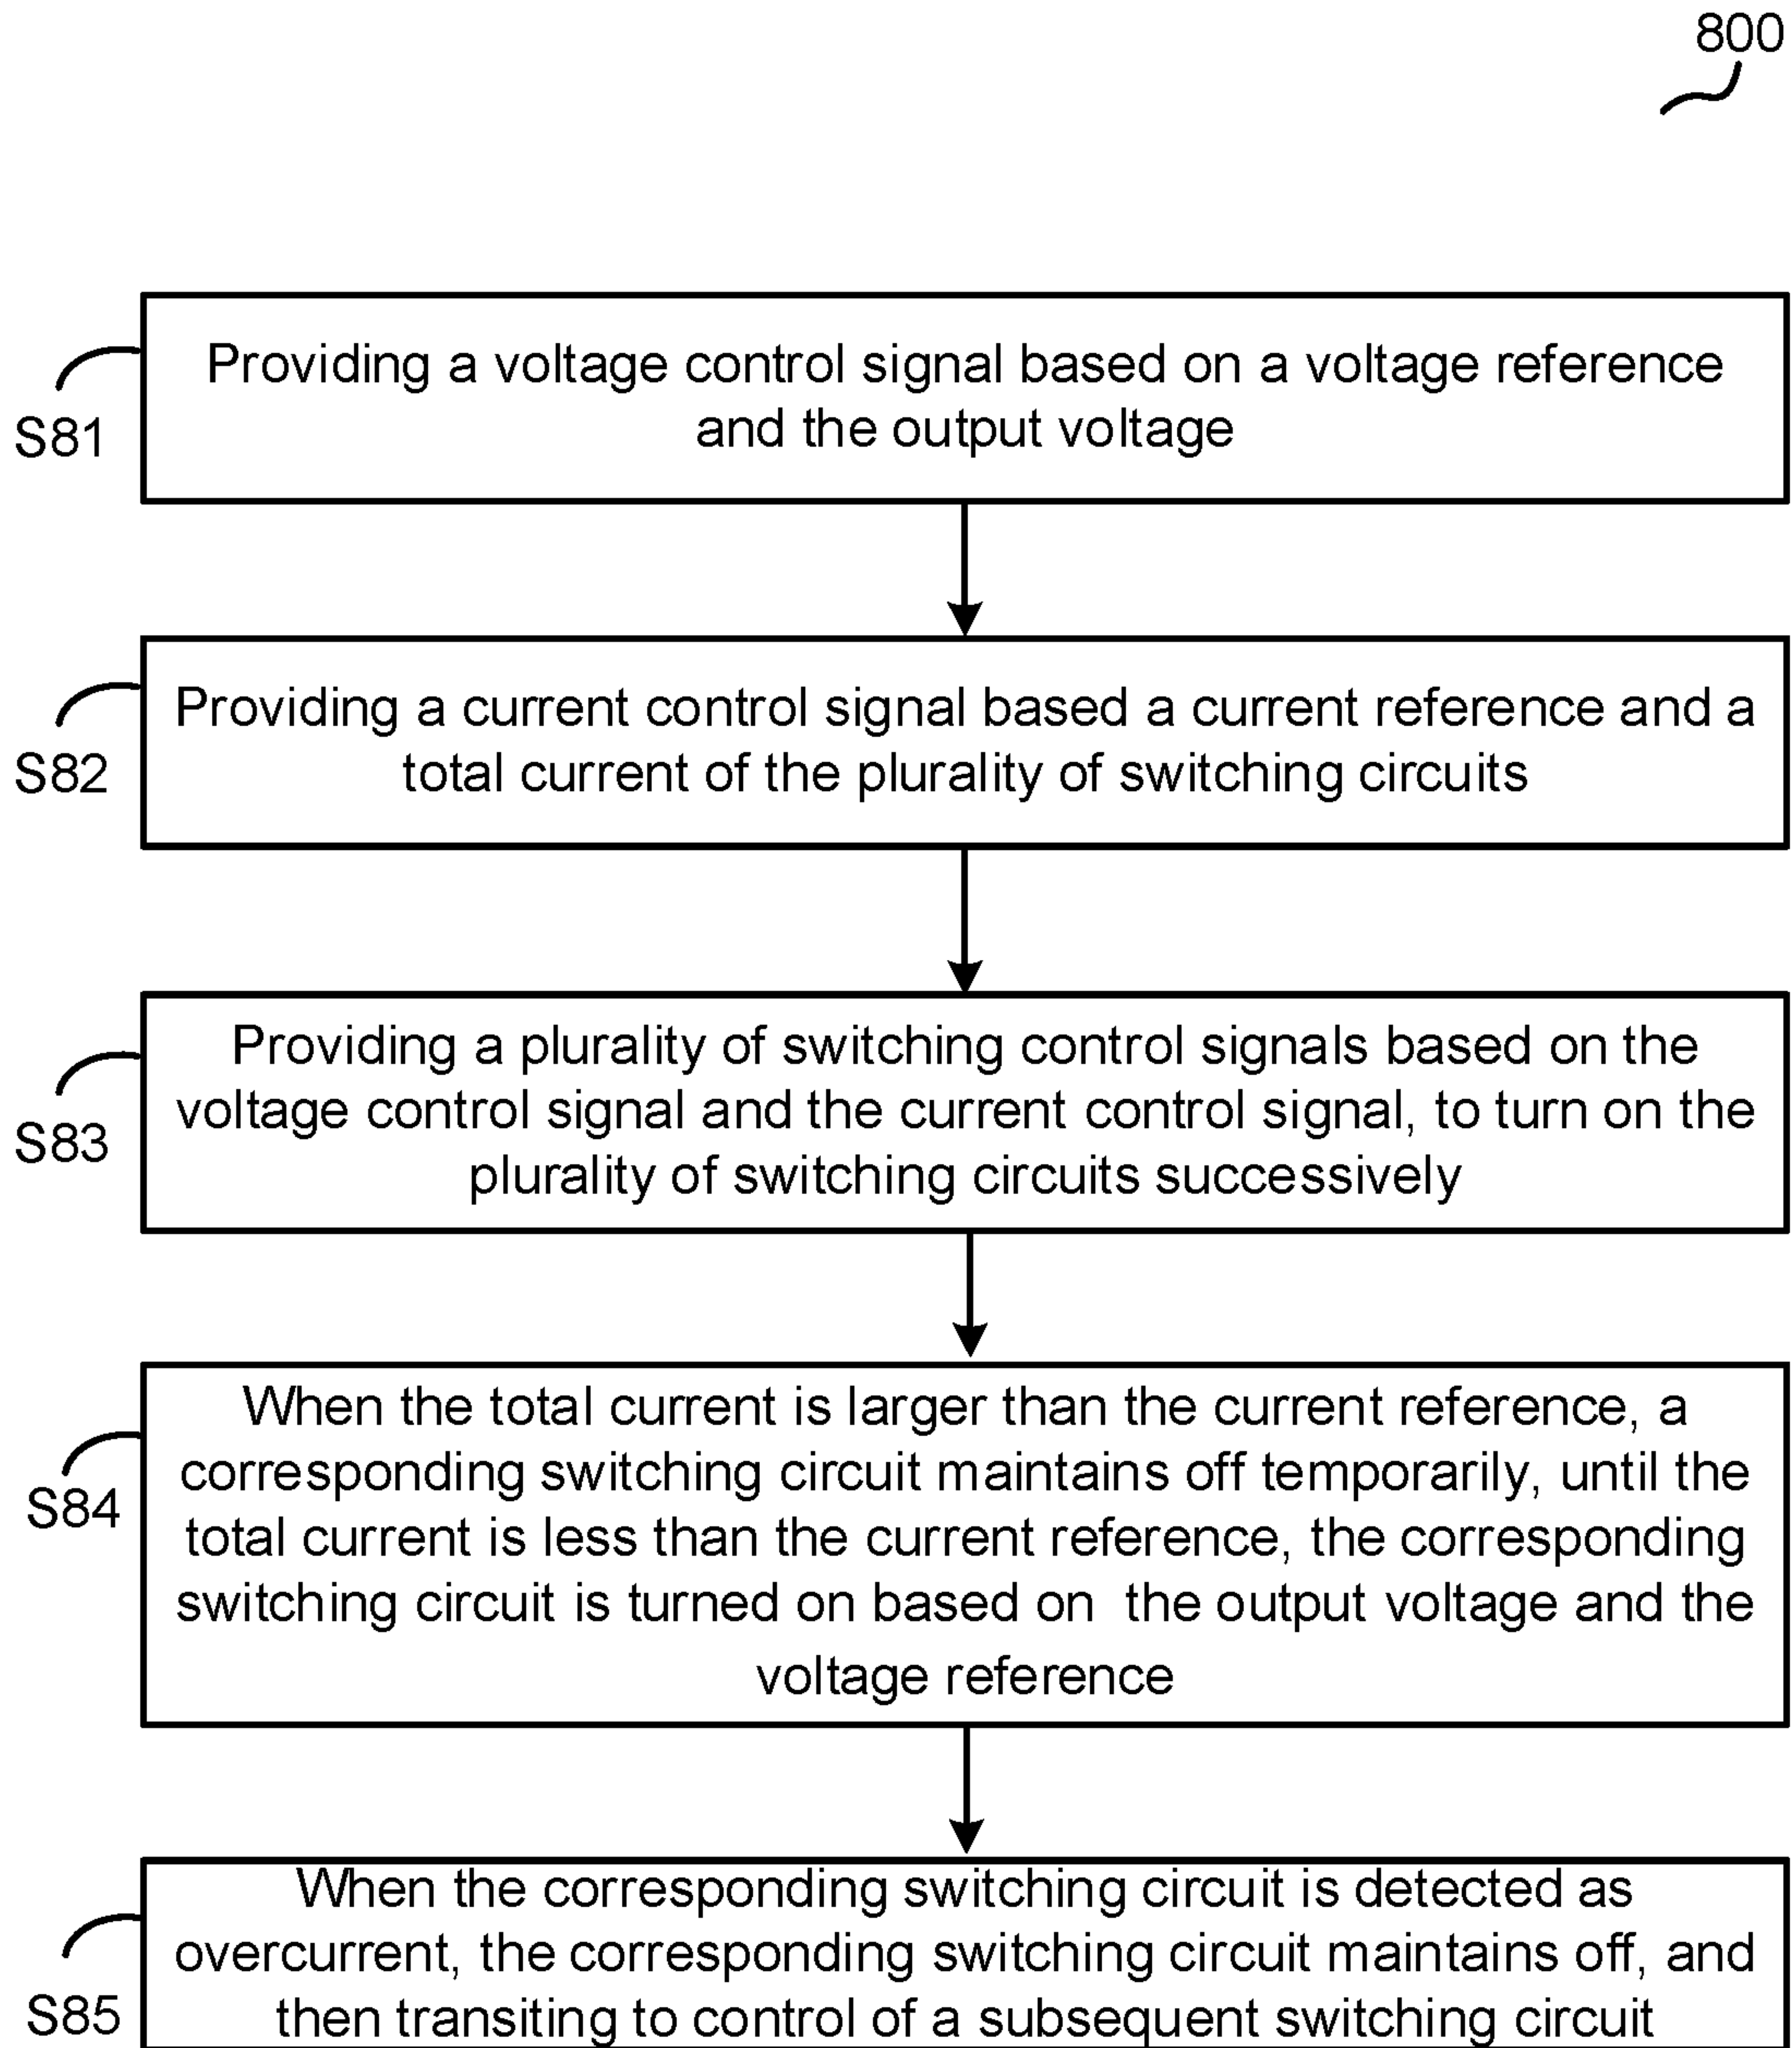 800
Providing a voltage control signal based on a voltage reference
and the output voltage
S81
Providing a current control signal based a current reference and a
total current of the plurality of switching circuits
S82
Providing a plurality of switching control signals based on the
voltage control signal and the current control signal, to turn on the
plurality of switching circuits successively
S83
When the total current is larger than the current reference, a
corresponding switching circuit maintains off temporarily, until the
total current is less than the current reference, the corresponding
switching circuit is turned on based on the output voltage and the
voltage reference
S84
When the corresponding switching circuit is detected as
overcurrent, the corresponding switching circuit maintains off, and
then transiting to control of a subsequent switching circuit
S85